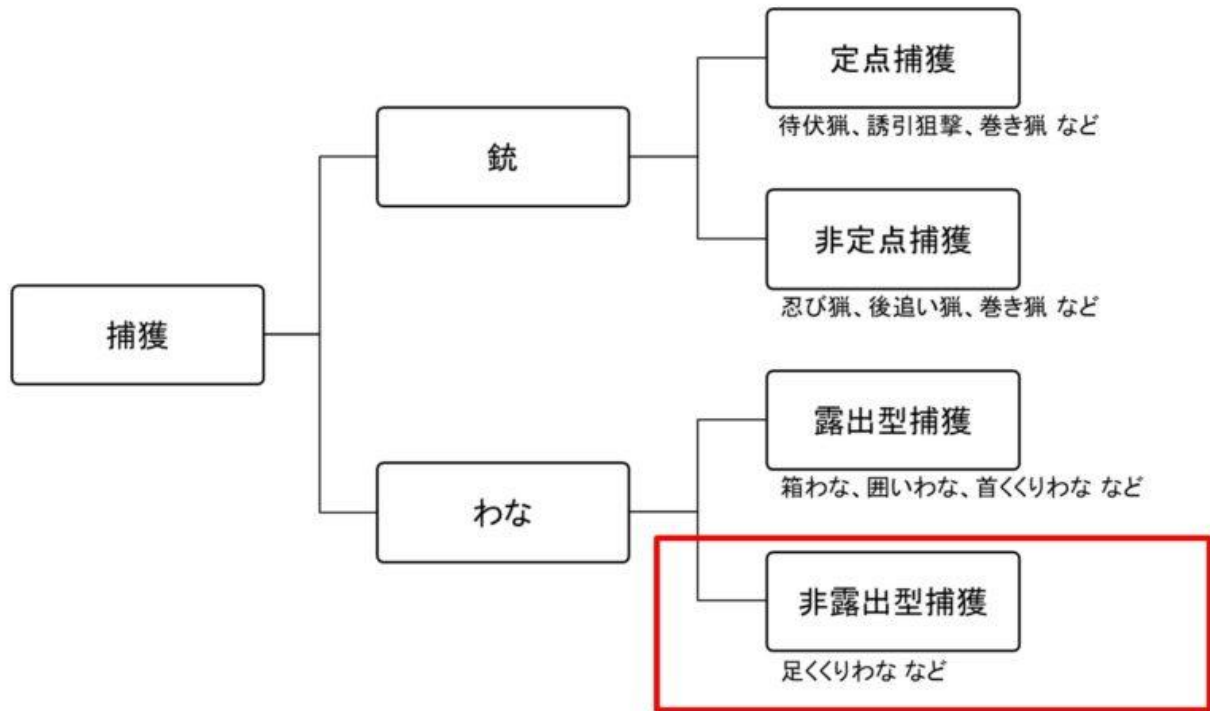 定点捕獲
待伏猟、誘引狙撃、巻き猟 など
銃
非定点捕獲
忍び猟、後追い猟、巻き猟 など
捕獲
露出型捕獲
箱わな、囲いわな、首くくりわな など
わな
非露出型捕獲
足くくりわな など